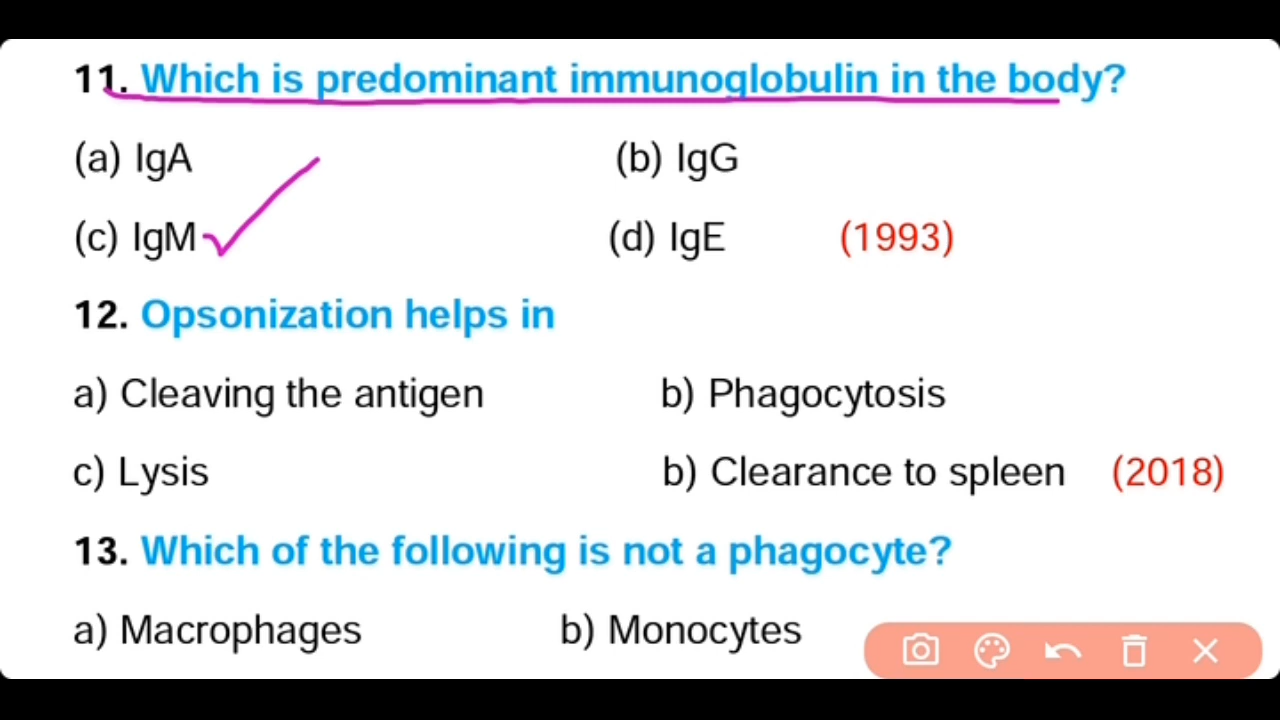 11. Which is predominant immunoglobulin in the body?
(a) IgA (b) IgG
(c) IgM (d) IgE (1993)
12. Opsonization helps in
a) Cleaving the antigen b) Phagocytosis
c) Lysis b) Clearance to spleen (2018)
13. Which of the following is not a phagocyte?
a) Macrophages b) Monocytes